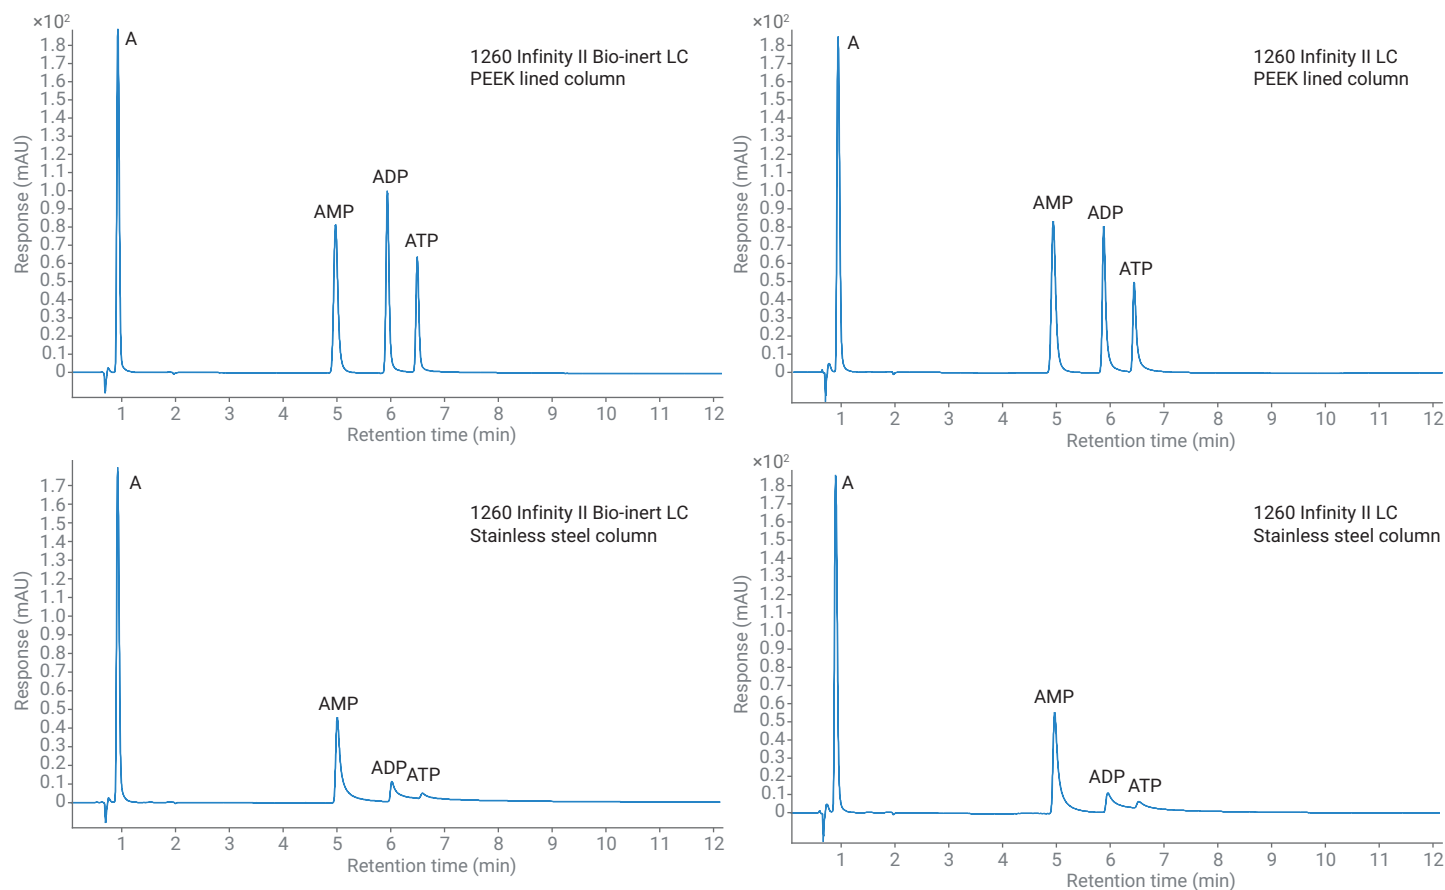 ×10²
A
1260 Infinity II Bio-inert LC
PEEK lined column
ADP
AMP
ATP
Response (mAU)
1.8
1.7
1.6
1.5
1.4
1.3
1.2
1.1
1.0
0.9
0.8
0.7
0.6
0.5
0.4
0.3
0.2
0.1
0
1 2 3 4 5 6 7 8 9 10 11 12
Retention time (min)
×10²
A
1260 Infinity II LC
PEEK lined column
AMP
ADP
ATP
Response (mAU)
1.8
1.7
1.6
1.5
1.4
1.3
1.2
1.1
1.0
0.9
0.8
0.7
0.6
0.5
0.4
0.3
0.2
0.1
0
1 2 3 4 5 6 7 8 9 10 11 12
Retention time (min)
A
1260 Infinity II Bio-inert LC
Stainless steel column
AMP
ADP
ATP
Response (mAU)
1.7
1.6
1.5
1.4
1.3
1.2
1.1
1.0
0.9
0.8
0.7
0.6
0.5
0.4
0.3
0.2
0.1
0
1 2 3 4 5 6 7 8 9 10 11 12
Retention time (min)
×10²
A
1260 Infinity II LC
Stainless steel column
AMP
ADP
ATP
Response (mAU)
1.8
1.7
1.6
1.5
1.4
1.3
1.2
1.1
1.0
0.9
0.8
0.7
0.6
0.5
0.4
0.3
0.2
0.1
0
1 2 3 4 5 6 7 8 9 10 11 12
Retention time (min)